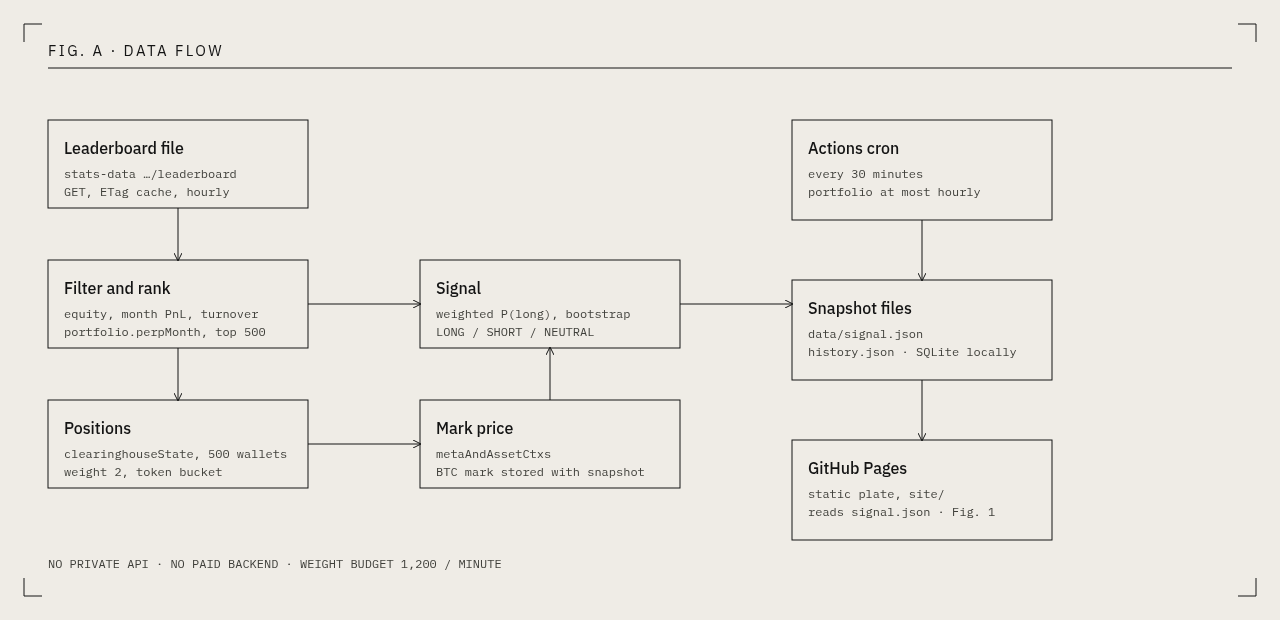 FIG. A · DATA FLOW
Leaderboard file
stats-data …/leaderboard
GET, ETag cache, hourly
Actions cron
every 30 minutes
portfolio at most hourly
Filter and rank
equity, month PnL, turnover
portfolio.perpMonth, top 500
Signal
weighted P(long), bootstrap
LONG / SHORT / NEUTRAL
Snapshot files
data/signal.json
history.json · SQLite locally
Positions
clearinghouseState, 500 wallets
weight 2, token bucket
Mark price
metaAndAssetCtxs
BTC mark stored with snapshot
GitHub Pages
static plate, site/
reads signal.json · Fig. 1
NO PRIVATE API · NO PAID BACKEND · WEIGHT BUDGET 1,200 / MINUTE